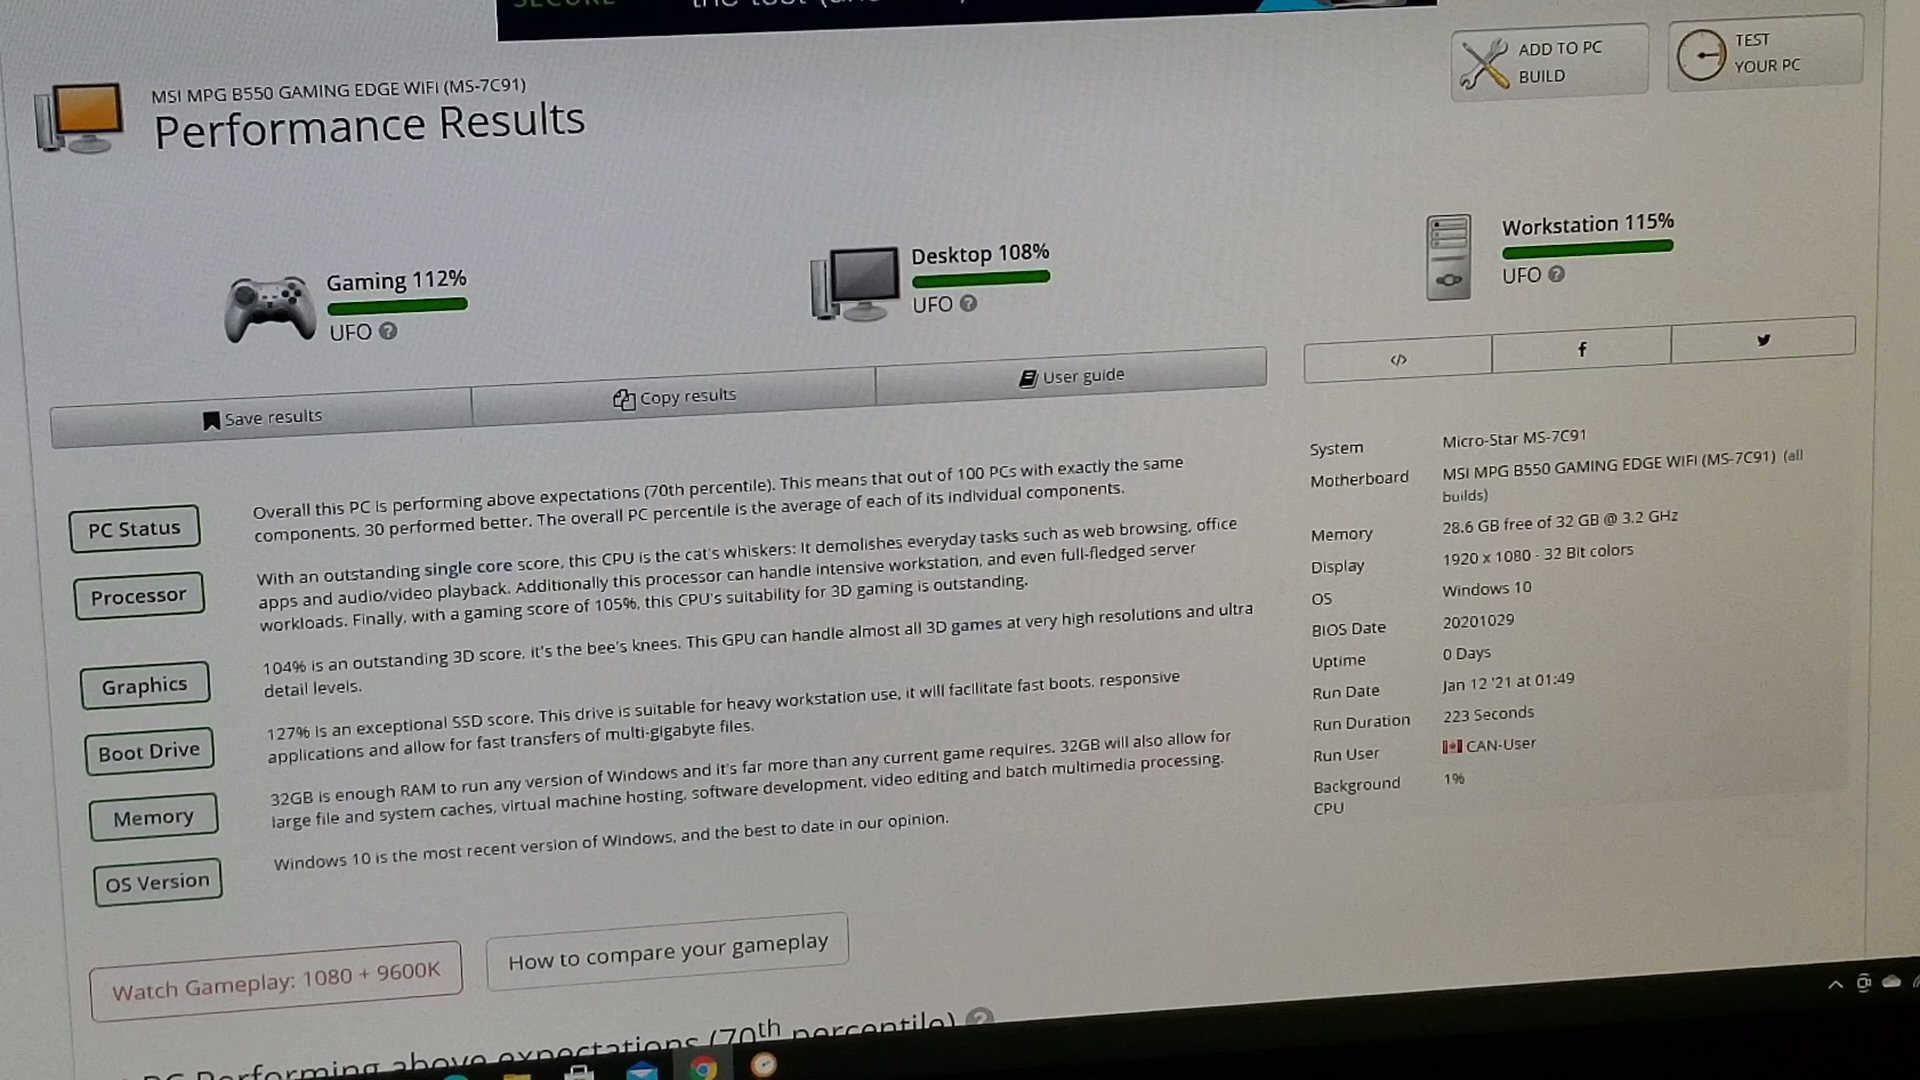 SECURE
ADD TO PC
BUILD
TEST
YOUR PC
MSI MPG B550 GAMING EDGE WIFI (MS-7C91)
Performance Results
Gaming 112%
UFO
Desktop 108%
UFO
Workstation 115%
UFO
Save results
Copy results
User guide
PC Status
Overall this PC is performing above expectations (70th percentile). This means that out of 100 PCs with exactly the same
components, 30 performed better. The overall PC percentile is the average of each of its individual components.
Processor
With an outstanding single core score, this CPU is the cat's whiskers: It demolishes everyday tasks such as web browsing, office
apps and audio/video playback. Additionally this processor can handle intensive workstation, and even full-fledged server
workloads. Finally, with a gaming score of 105%, this CPU's suitability for 3D gaming is outstanding.
Graphics
104% is an outstanding 3D score, it's the bee's knees. This GPU can handle almost all 3D games at very high resolutions and ultra
detail levels.
Boot Drive
127% is an exceptional SSD score. This drive is suitable for heavy workstation use, it will facilitate fast boots, responsive
applications and allow for fast transfers of multi-gigabyte files.
Memory
32GB is enough RAM to run any version of Windows and it's far more than any current game requires. 32GB will also allow for
large file and system caches, virtual machine hosting, software development, video editing and batch multimedia processing.
OS Version
Windows 10 is the most recent version of Windows, and the best to date in our opinion.
System Micro-Star MS-7C91
Motherboard MSI MPG B550 GAMING EDGE WIFI (MS-7C91) (all
builds)
Memory 28.6 GB free of 32 GB @ 3.2 GHz
Display 1920 x 1080 - 32 Bit colors
OS Windows 10
BIOS Date 20201029
Uptime 0 Days
Run Date Jan 12 '21 at 01:49
Run Duration 223 Seconds
Run User CAN-User
Background 1%
CPU
Watch Gameplay: 1080 + 9600K
How to compare your gameplay
PC Performing above expectations (70th percentile)